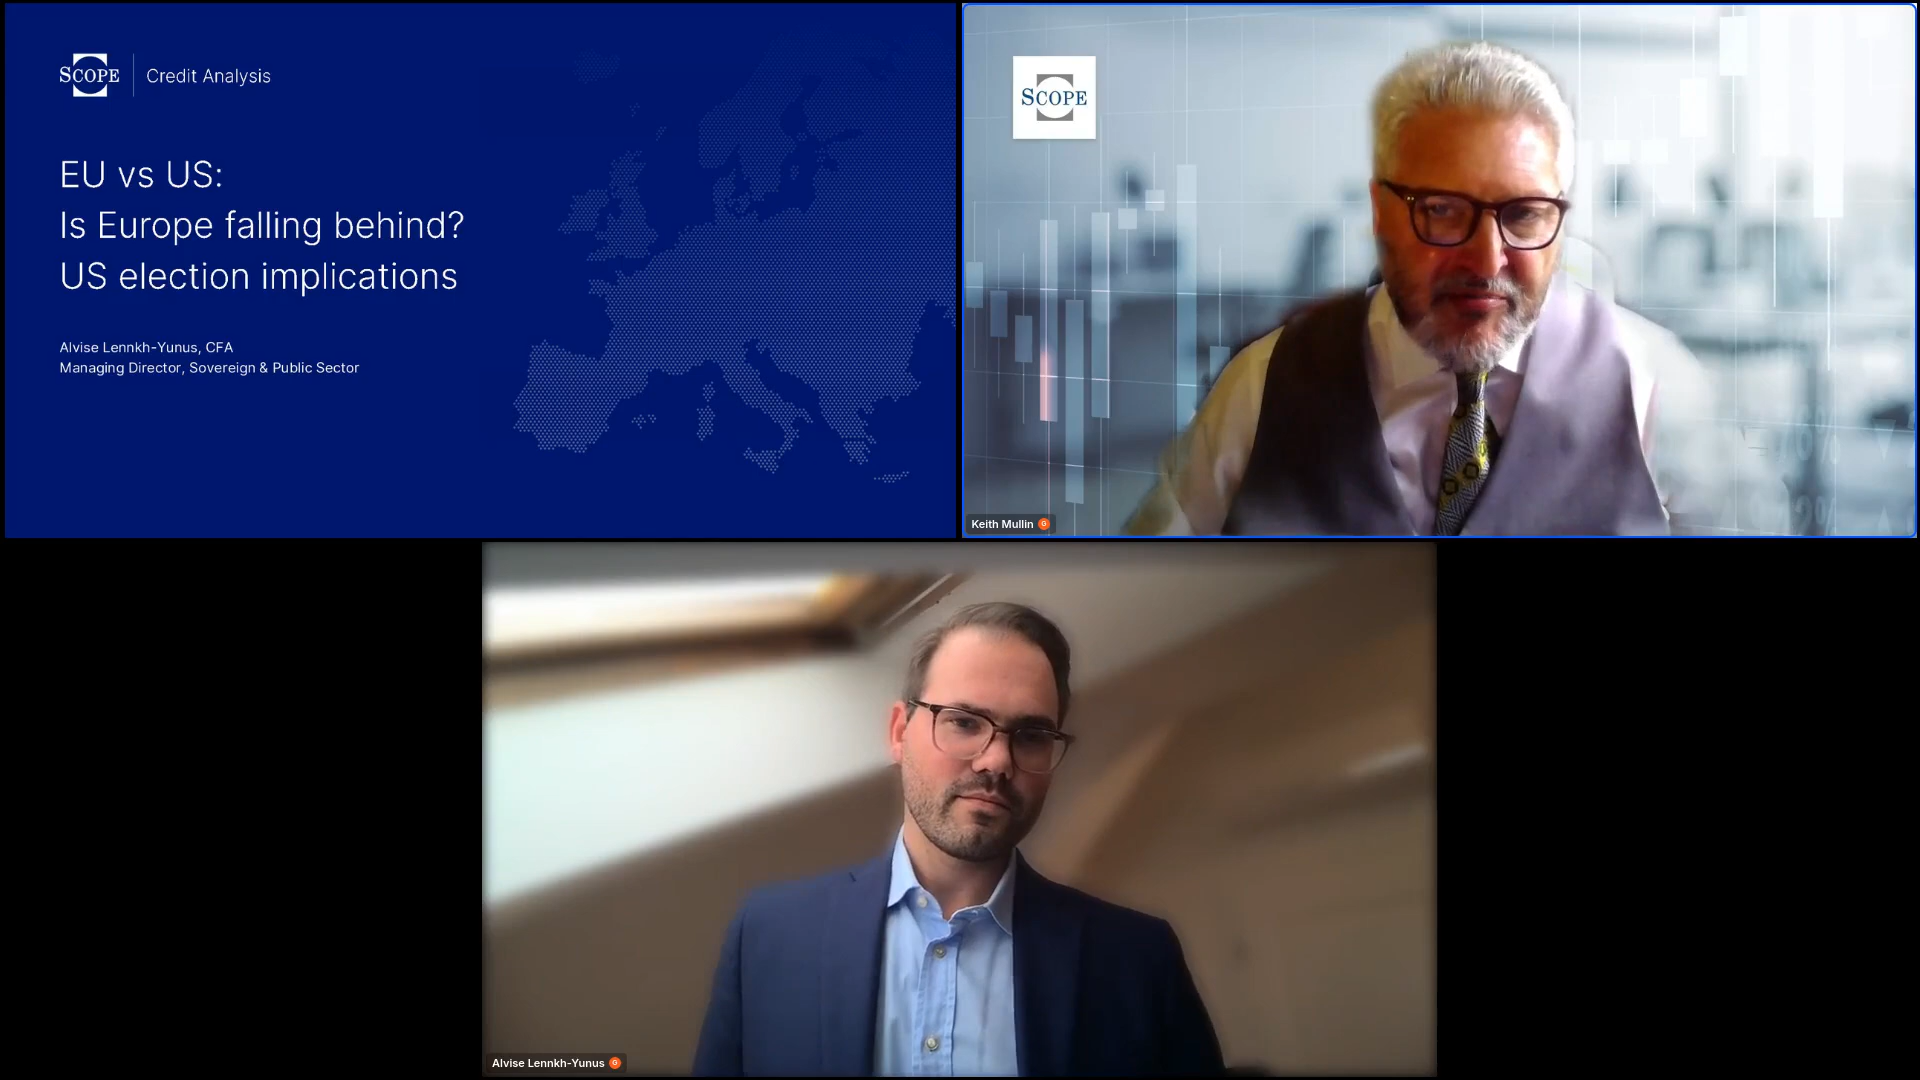 SCOPE
Credit Analysis
EU vs US:
Is Europe falling behind?
US election implications
Alvise Lennkh-Yunus, CFA
Managing Director, Sovereign & Public Sector
SCOPE
Keith Mullin
G
Alvise Lennkh-Yunus
G